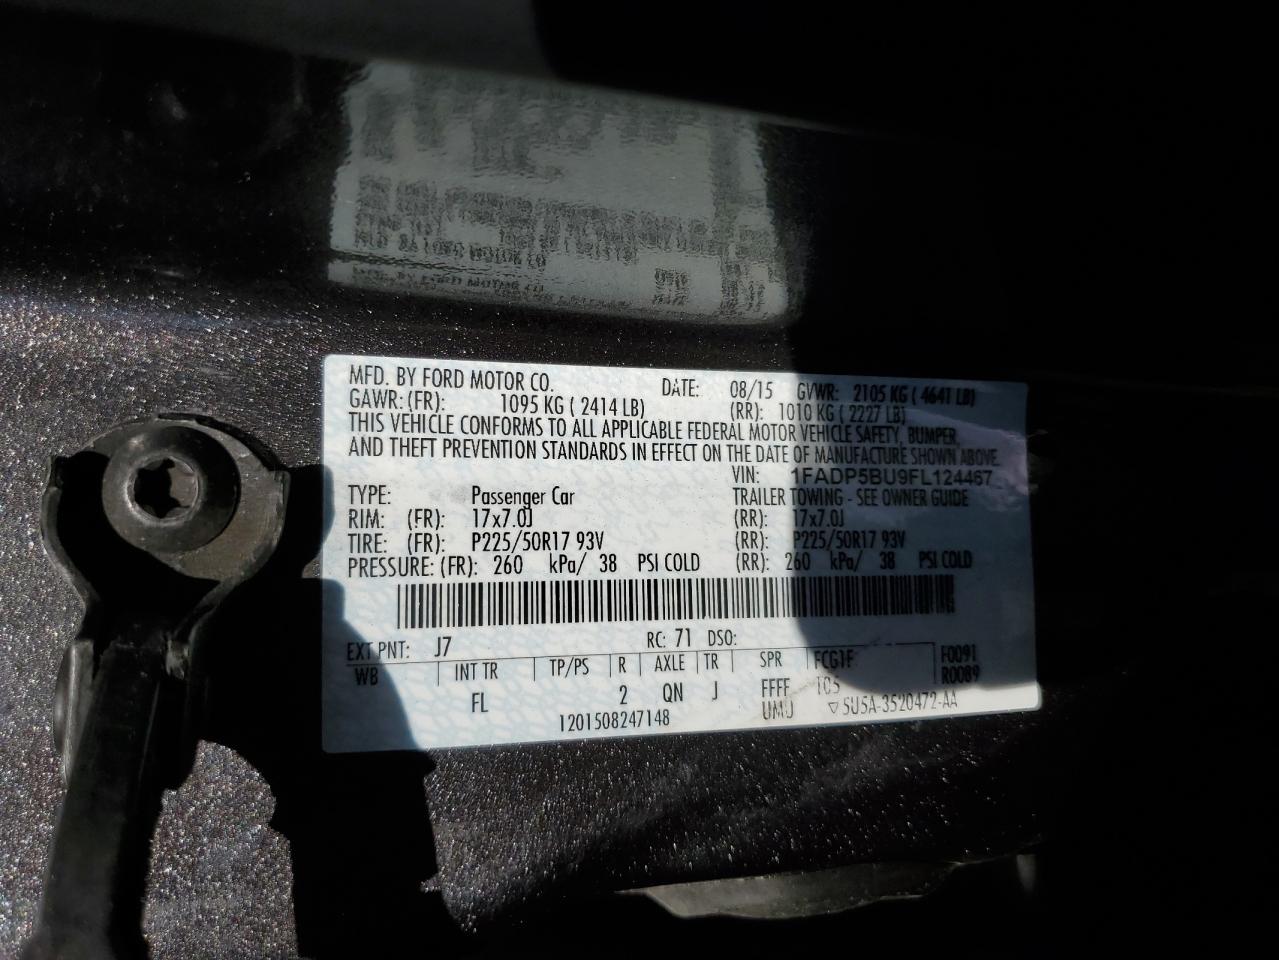 MFD. BY FORD MOTOR CO. DATE: 08/15 GVWR: 2105 KG ( 4641 LB)
GAWR: (FR): 1095 KG ( 2414 LB) (RR): 1010 KG ( 2227 LB)
THIS VEHICLE CONFORMS TO ALL APPLICABLE FEDERAL MOTOR VEHICLE SAFETY, BUMPER,
AND THEFT PREVENTION STANDARDS IN EFFECT ON THE DATE OF MANUFACTURE SHOWN ABOVE.
VIN: 1FADP5BU9FL124467
TYPE: Passenger Car TRAILER TOWING - SEE OWNER GUIDE
RIM: (FR): 17x7.0J (RR): 17x7.0J
TIRE: (FR): P225/50R17 93V (RR): P225/50R17 93V
PRESSURE: (FR): 260 kPa/ 38 PSI COLD (RR): 260 kPa/ 38 PSI COLD
EXT PNT: J7 RC: 71 DSO:
WB INT TR TP/PS R AXLE TR SPR FCG1F F0091
R0089
FL 2 QN J FFFF TC5
UMU ▽ SU5A-3520472-AA
1201508247148